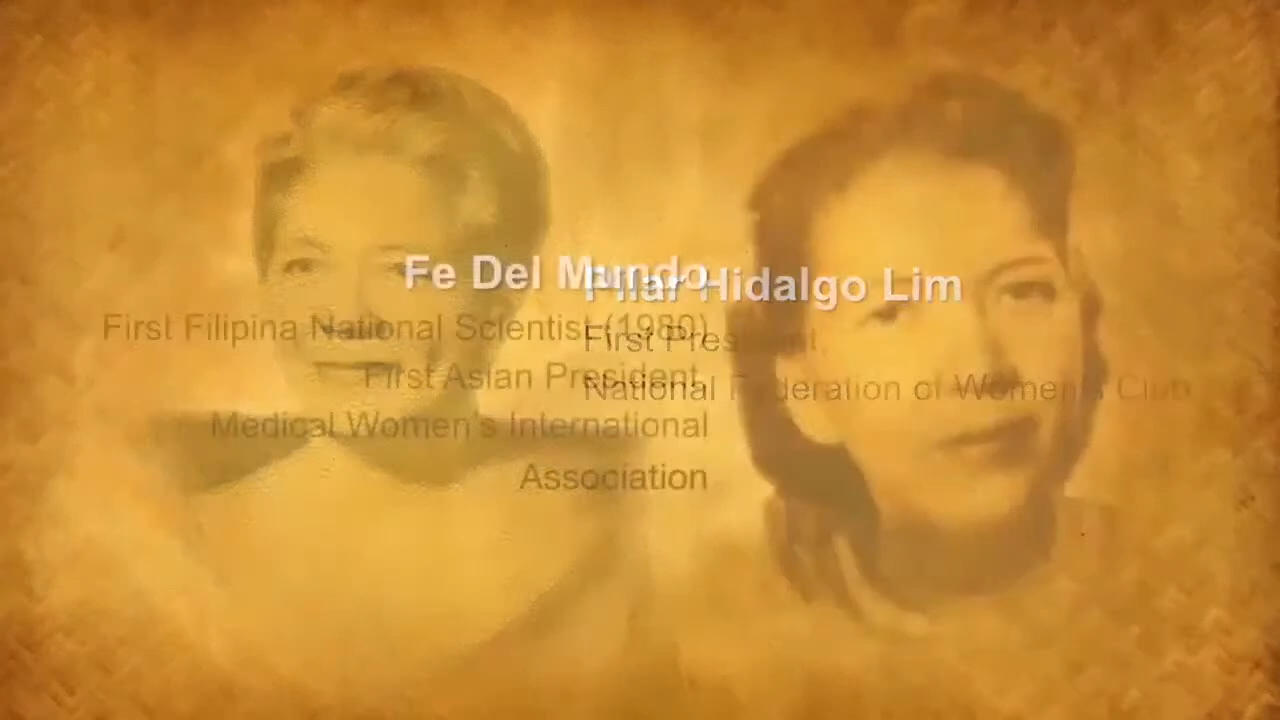 Fe Del Mundo
First Filipina National Scientist (1980)
First Asian President,
Medical Women's International
Association
Pilar Hidalgo Lim
First President
National Federation of Women's Club